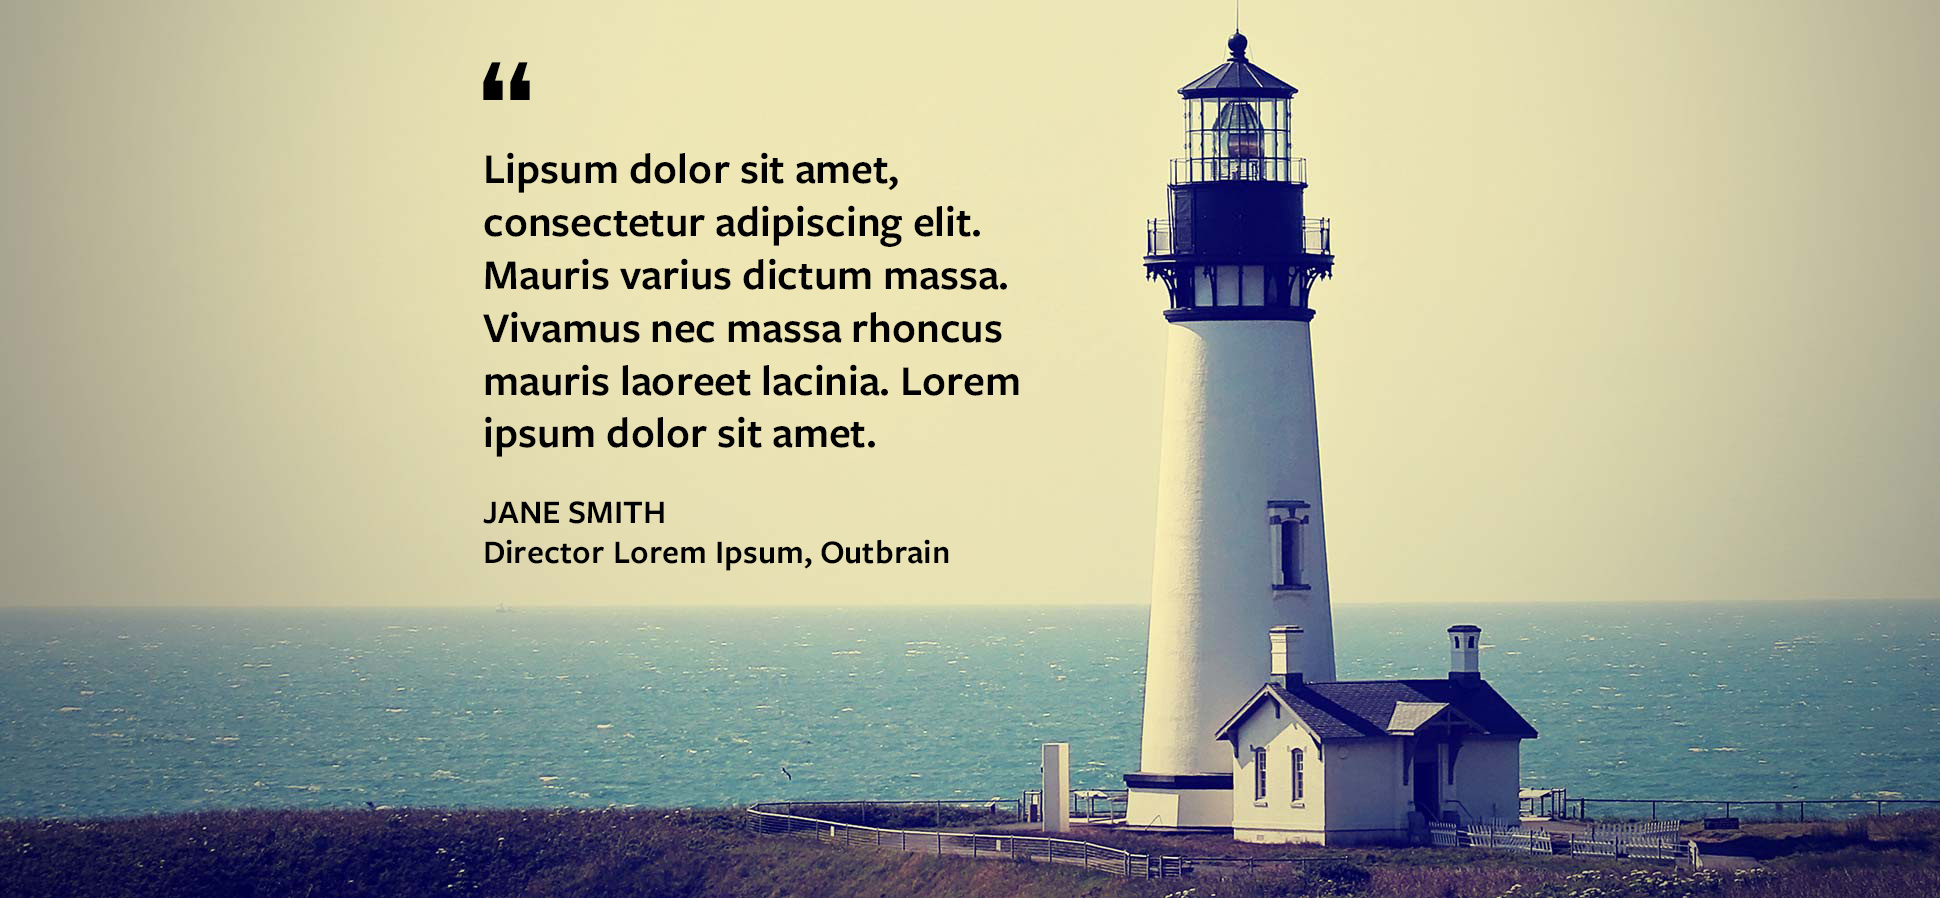 “
Lipsum dolor sit amet,
consectetur adipiscing elit.
Mauris varius dictum massa.
Vivamus nec massa rhoncus
mauris laoreet lacinia. Lorem
ipsum dolor sit amet.
JANE SMITH
Director Lorem Ipsum, Outbrain